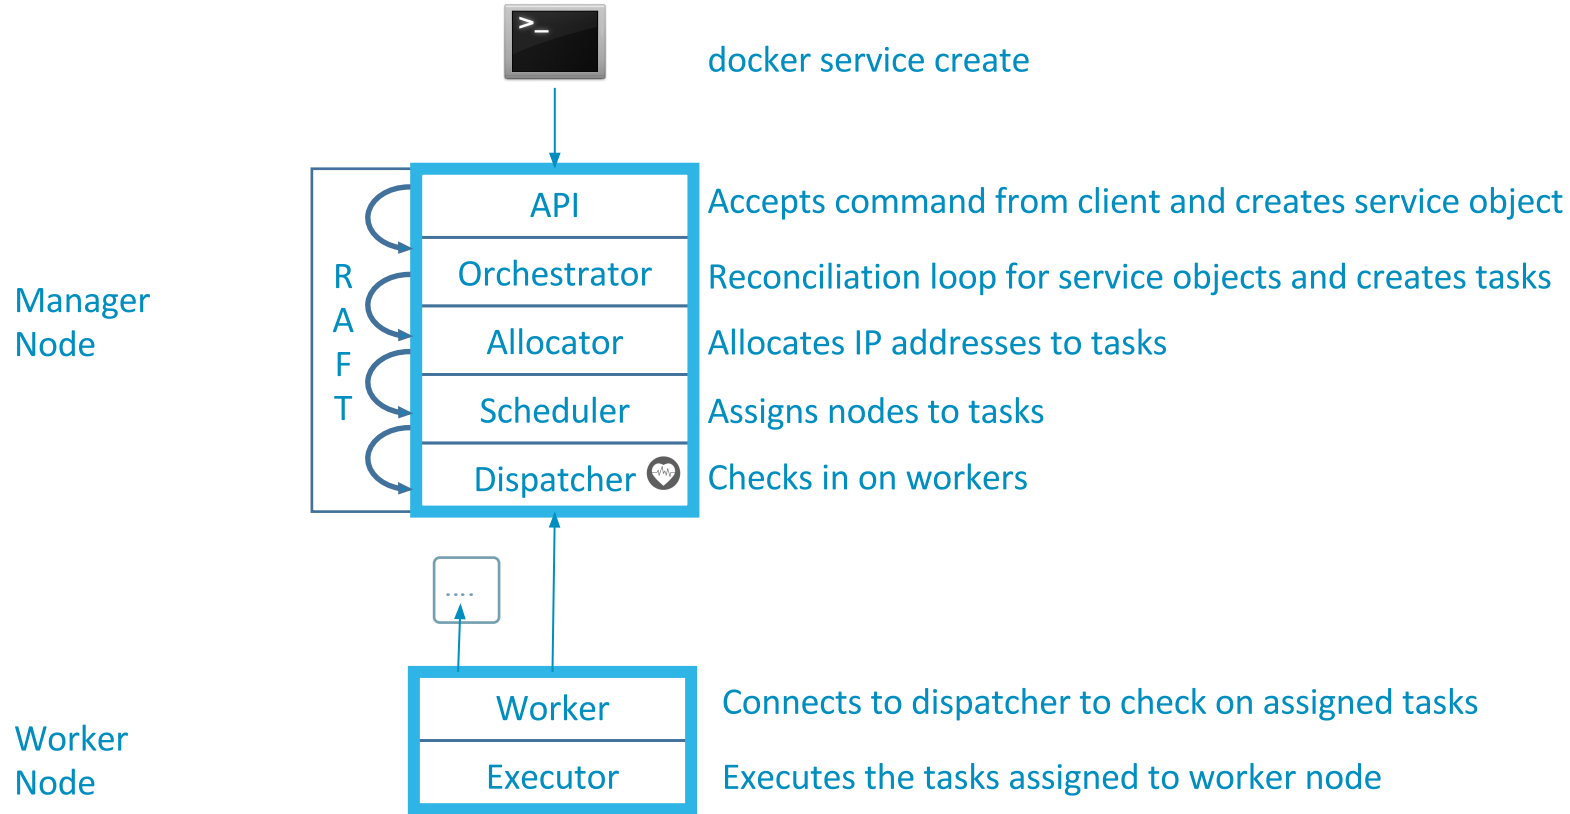 >_
docker service create
API
Accepts command from client and creates service object
Orchestrator
Reconciliation loop for service objects and creates tasks
R
A
F
T
Manager
Node
Allocator
Allocates IP addresses to tasks
Scheduler
Assigns nodes to tasks
Dispatcher
Checks in on workers
....
Worker
Connects to dispatcher to check on assigned tasks
Worker
Node
Executor
Executes the tasks assigned to worker node